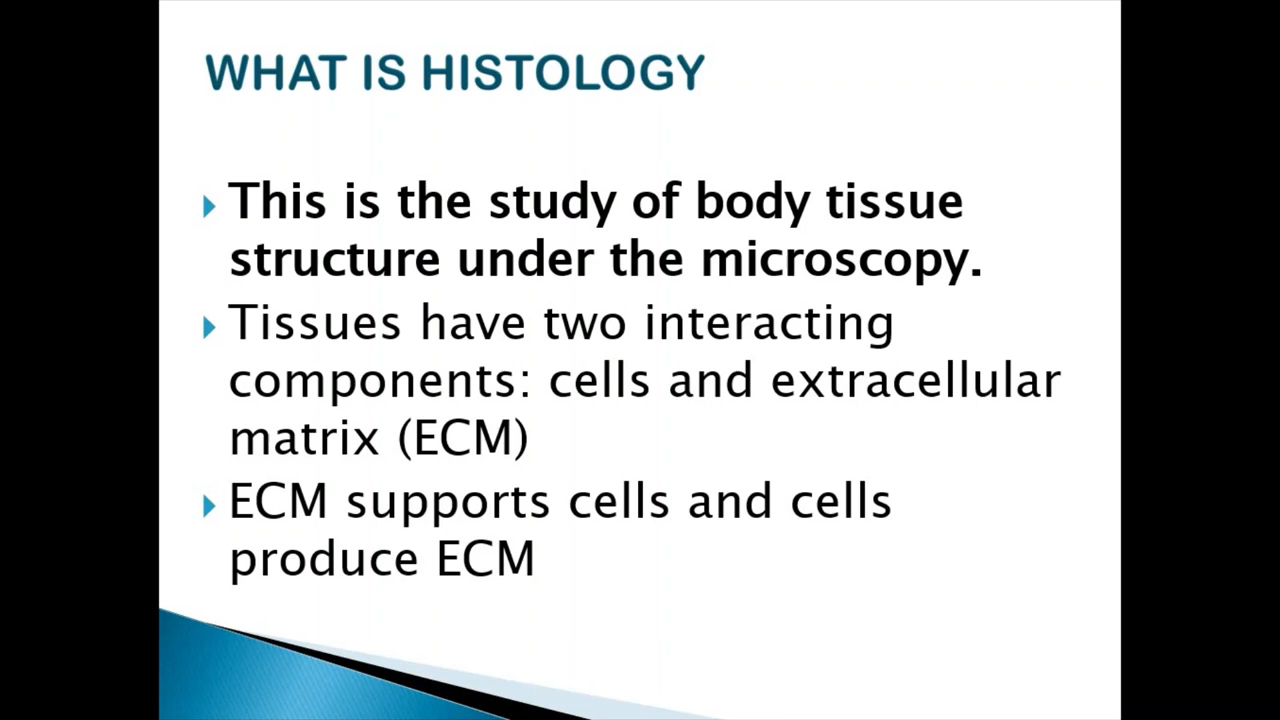 WHAT IS HISTOLOGY
This is the study of body tissue
structure under the microscopy.
Tissues have two interacting
components: cells and extracellular
matrix (ECM)
ECM supports cells and cells
produce ECM